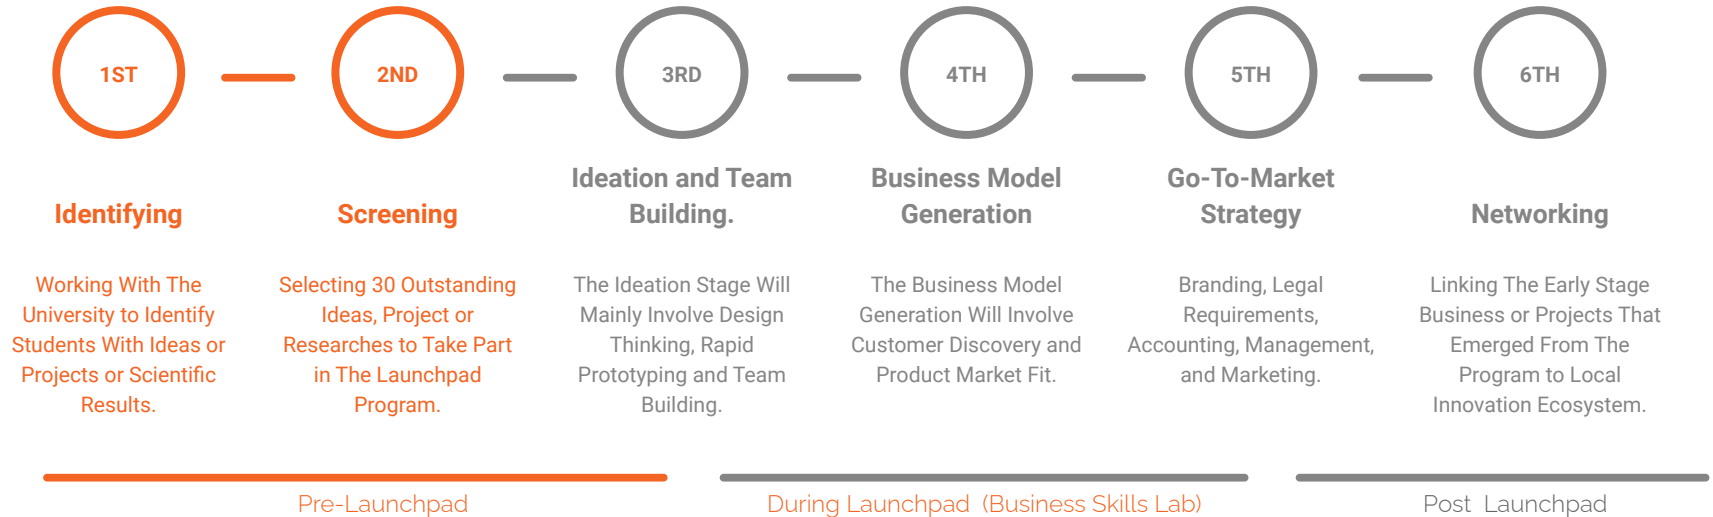 1ST
2ND
3RD
4TH
5TH
6TH
Identifying
Screening
Ideation and Team
Building.
Business Model
Generation
Go-To-Market
Strategy
Networking
Working With The
University to Identify
Students With Ideas or
Projects or Scientific
Results.
Selecting 30 Outstanding
Ideas, Project or
Researches to Take Part
in The Launchpad
Program.
The Ideation Stage Will
Mainly Involve Design
Thinking, Rapid
Prototyping and Team
Building.
The Business Model
Generation Will Involve
Customer Discovery and
Product Market Fit.
Branding, Legal
Requirements,
Accounting, Management,
and Marketing.
Linking The Early Stage
Business or Projects That
Emerged From The
Program to Local
Innovation Ecosystem.
Pre-Launchpad
During Launchpad (Business Skills Lab)
Post Launchpad